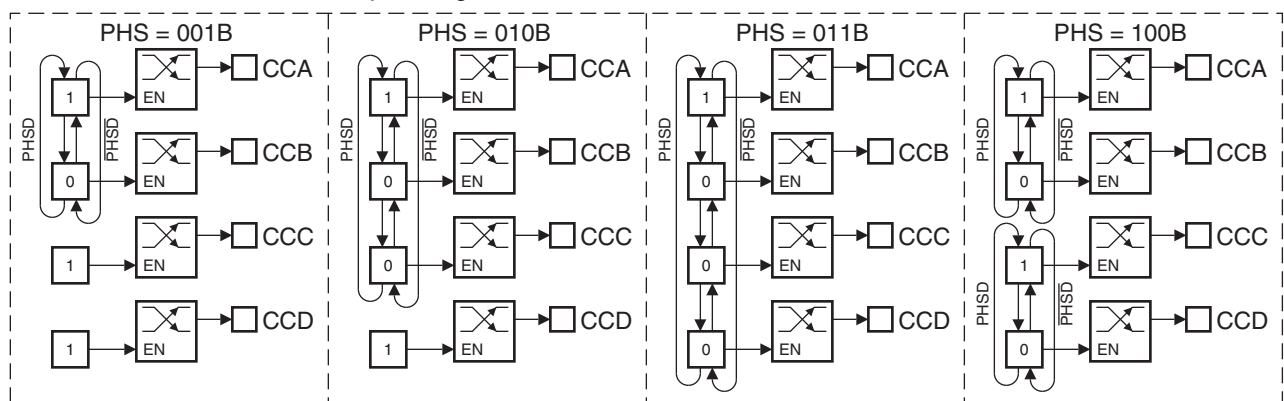 PHS = 001B PHS = 010B PHS = 011B PHS = 100B
1 EN CCA 1 EN CCA 1 EN CCA 1 EN CCA
PHSD PHSD PHSD PHSD PHSD PHSD PHSD PHSD
0 EN CCB 0 EN CCB 0 EN CCB 0 EN CCB
1 EN CCC 0 EN CCC 0 EN CCC 1 EN CCC
PHSD PHSD
1 EN CCD 1 EN CCD 0 EN CCD 0 EN CCD